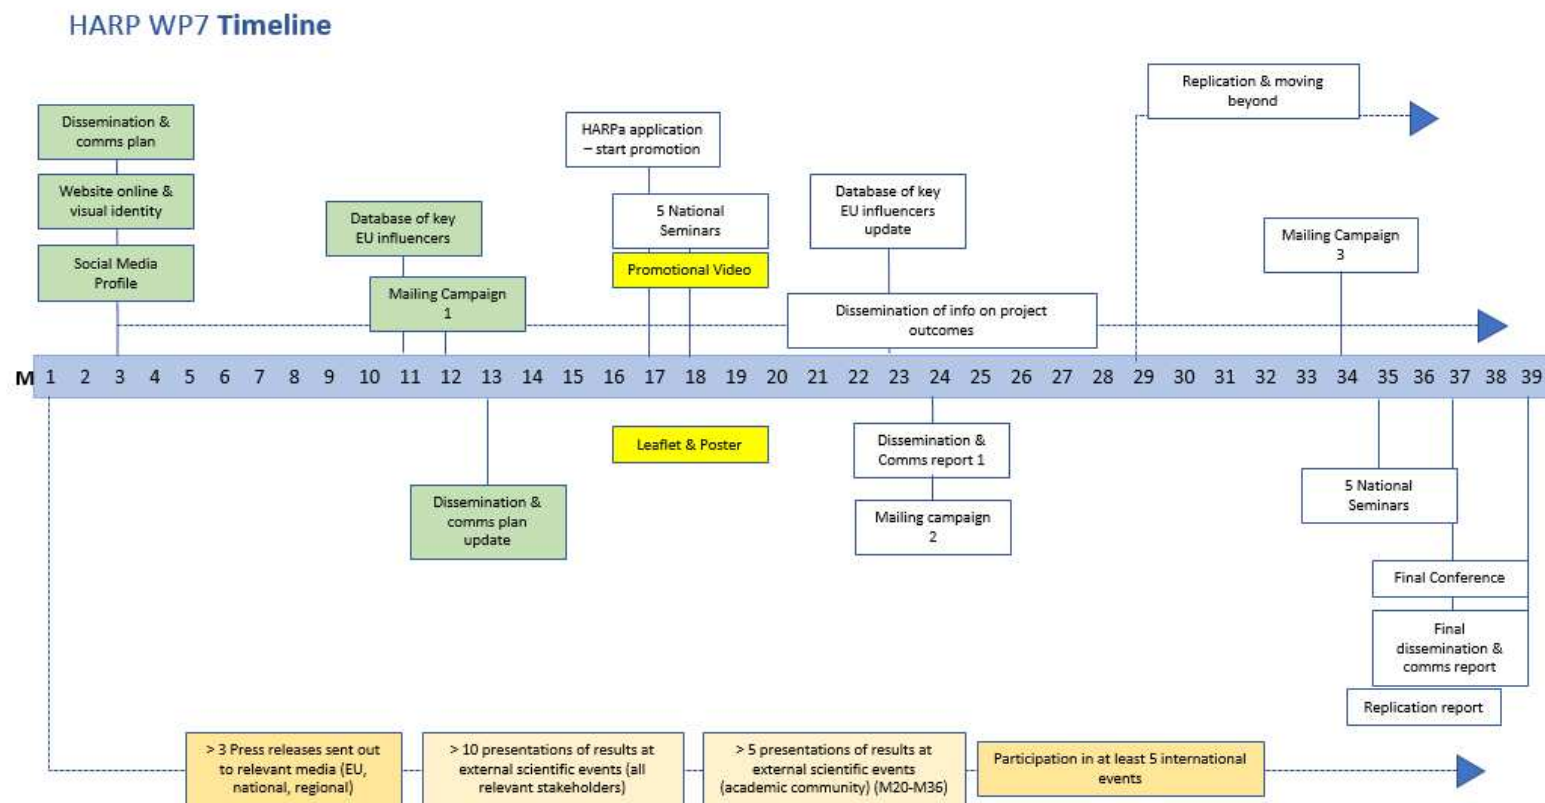 HARP WP7 Timeline
Replication & moving
beyond
Dissemination &
comms plan
HARPa application
– start promotion
Website online &
visual identity
Database of key
EU influencers
5 National
Seminars
Database of key
EU influencers
update
Mailing Campaign
3
Social Media
Profile
Promotional Video
Mailing Campaign
1
Dissemination of info on project
outcomes
M 1 2 3 4 5 6 7 8 9 10 11 12 13 14 15 16 17 18 19 20 21 22 23 24 25 26 27 28 29 30 31 32 33 34 35 36 37 38 39
Leaflet & Poster
Dissemination &
Comms report 1
Dissemination &
comms plan
update
Mailing campaign
2
5 National
Seminars
Final Conference
Final
dissemination &
comms report
Replication report
> 3 Press releases sent out
to relevant media (EU,
national, regional)
> 10 presentations of results at
external scientific events (all
relevant stakeholders)
> 5 presentations of results at
external scientific events
(academic community) (M20-M36)
Participation in at least 5 international
events